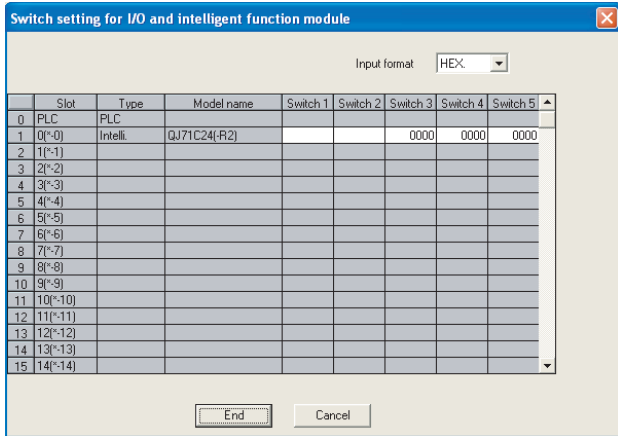 Switch setting for I/O and intelligent function module
Input format HEX.
Slot Type Model name Switch 1 Switch 2 Switch 3 Switch 4 Switch 5
0 PLC PLC
1 0(*-0) Intelli. QJ71C24(-R2) 0000 0000 0000
2 1(*-1)
3 2(*-2)
4 3(*-3)
5 4(*-4)
6 5(*-5)
7 6(*-6)
8 7(*-7)
9 8(*-8)
10 9(*-9)
11 10(*-10)
12 11(*-11)
13 12(*-12)
14 13(*-13)
15 14(*-14)
End Cancel